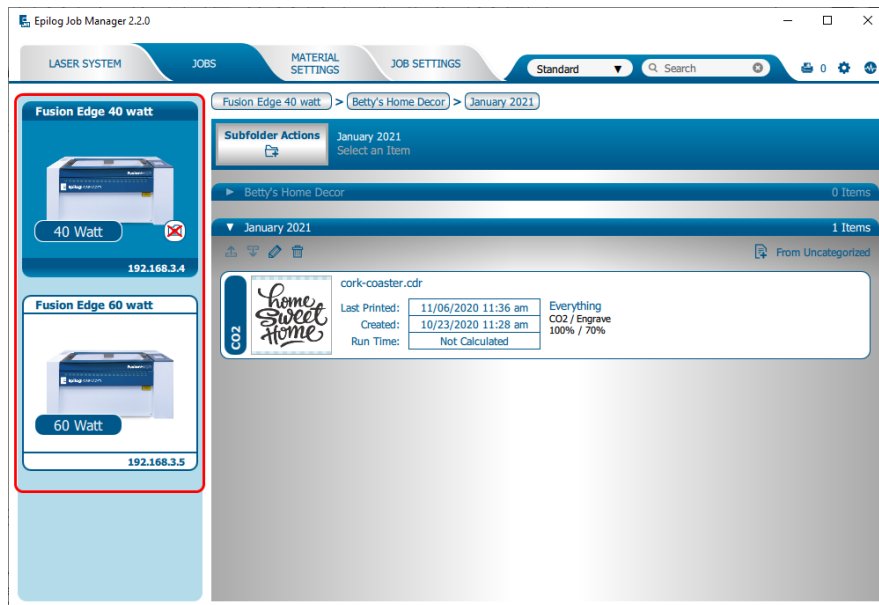 Epilog Job Manager 2.2.0
LASER SYSTEM
JOBS
MATERIAL
SETTINGS
JOB SETTINGS
Standard
Search
0
Fusion Edge 40 watt
40 Watt
192.168.3.4
Fusion Edge 60 watt
60 Watt
192.168.3.5
Fusion Edge 40 watt > Betty's Home Decor > January 2021
Subfolder Actions
January 2021
Select an Item
Betty's Home Decor 0 Items
January 2021 1 Items
From Uncategorized
CO2
home
Sweet
Home
cork-coaster.cdr
Last Printed: 11/06/2020 11:36 am
Created: 10/23/2020 11:28 am
Run Time: Not Calculated
Everything
CO2 / Engrave
100% / 70%